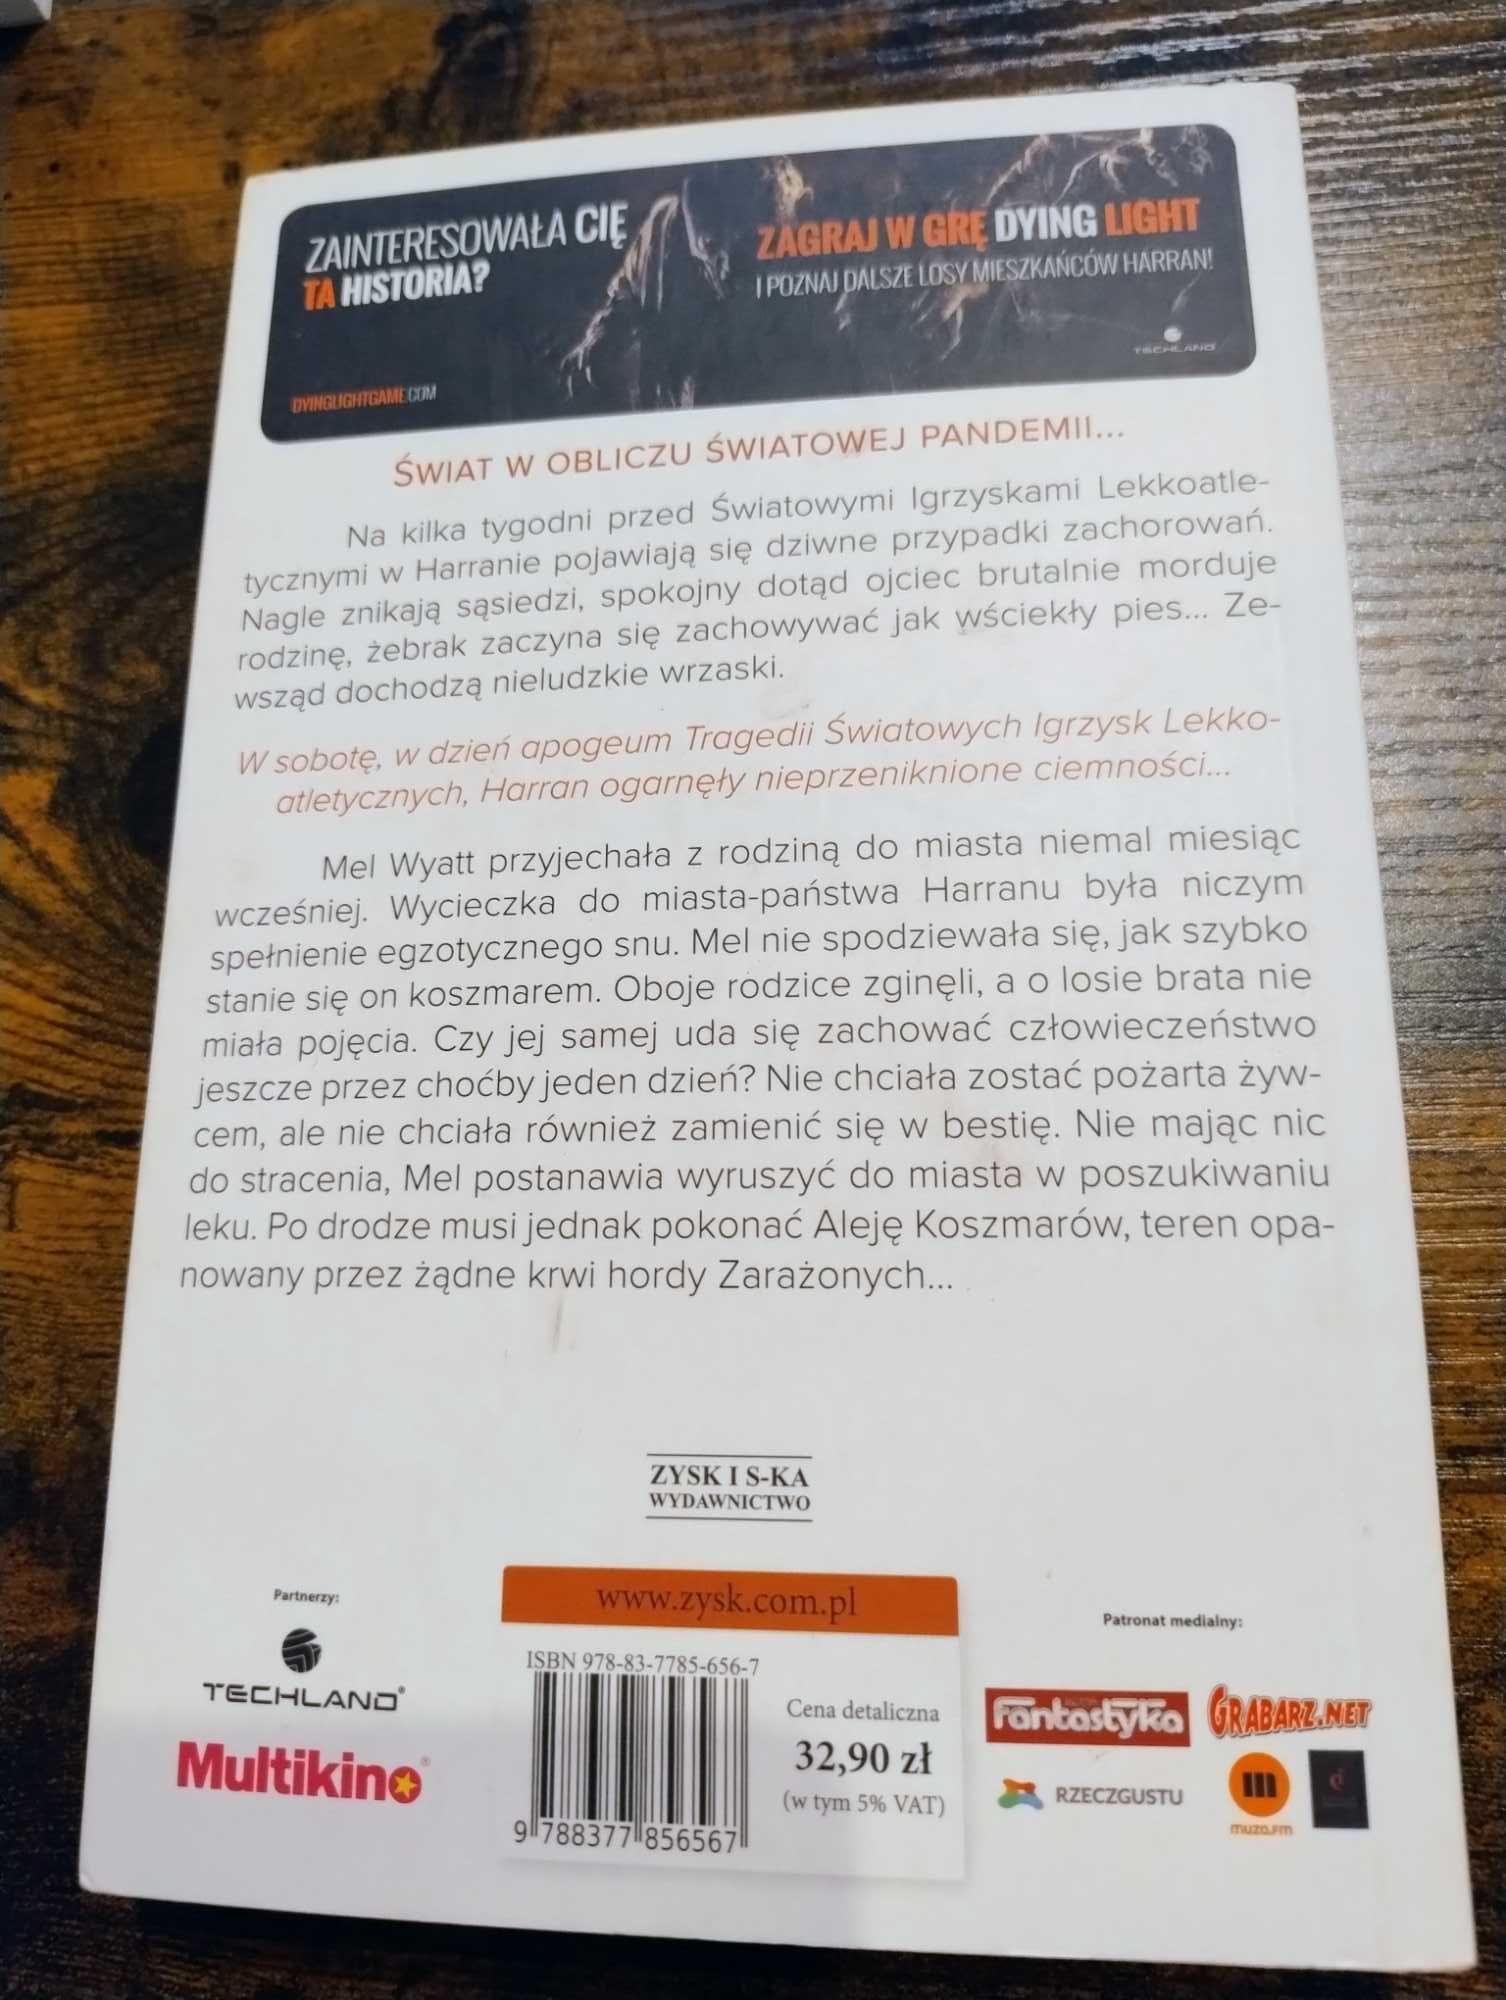 ZAINTERESOWAŁA CIĘ
TA HISTORIA?
ZAGRAJ W GRĘ DYING LIGHT
I POZNAJ DALSZE LOSY MIESZKAŃCÓW HARRAN!
TECHLAND
DYINGLIGHTGAME.COM
ŚWIAT W OBLICZU ŚWIATOWEJ PANDEMII...
Na kilka tygodni przed Światowymi Igrzyskami Lekkoatle-
tycznymi w Harranie pojawiają się dziwne przypadki zachorowań.
Nagle znikają sąsiedzi, spokojny dotąd ojciec brutalnie morduje
rodzinę, żebrak zaczyna się zachowywać jak wściekły pies... Ze-
wsząd dochodzą nieludzkie wrzaski.
W sobotę, w dzień apogeum Tragedii Światowych Igrzysk Lekko-
atletycznych, Harran ogarnęły nieprzeniknione ciemności...
Mel Wyatt przyjechała z rodziną do miasta niemal miesiąc
wcześniej. Wycieczka do miasta-państwa Harranu była niczym
spełnienie egzotycznego snu. Mel nie spodziewała się, jak szybko
stanie się on koszmarem. Oboje rodzice zginęli, a o losie brata nie
miała pojęcia. Czy jej samej uda się zachować człowieczeństwo
jeszcze przez choćby jeden dzień? Nie chciała zostać pożarta żyw-
cem, ale nie chciała również zamienić się w bestię. Nie mając nic
do stracenia, Mel postanawia wyruszyć do miasta w poszukiwaniu
leku. Po drodze musi jednak pokonać Aleję Koszmarów, teren opa-
nowany przez żądne krwi hordy Zarażonych...
ZYSK I S-KA
WYDAWNICTWO
Partnerzy:
TECHLAND®
Multikino®
www.zysk.com.pl
ISBN 978-83-7785-656-7
9 788377 856567
Cena detaliczna
32,90 zł
(w tym 5% VAT)
Patronat medialny:
Fantastyka
GRABARZ.NET
RZECZGUSTU
muzo.fm